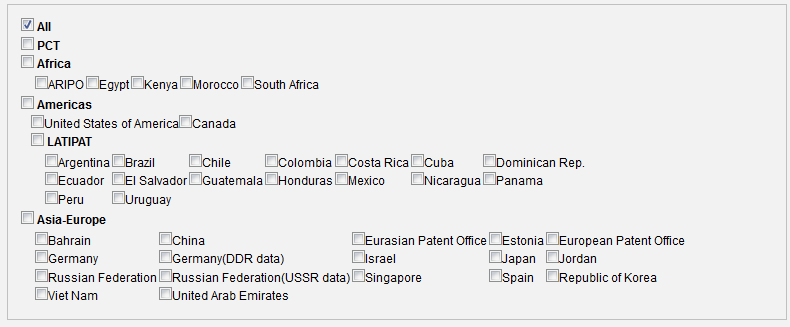 All
PCT
Africa
ARIPO Egypt Kenya Morocco South Africa
Americas
United States of America Canada
LATIPAT
Argentina Brazil Chile Colombia Costa Rica Cuba Dominican Rep.
Ecuador El Salvador Guatemala Honduras Mexico Nicaragua Panama
Peru Uruguay
Asia-Europe
Bahrain China Eurasian Patent Office Estonia European Patent Office
Germany Germany(DDR data) Israel Japan Jordan
Russian Federation Russian Federation(USSR data) Singapore Spain Republic of Korea
Viet Nam United Arab Emirates